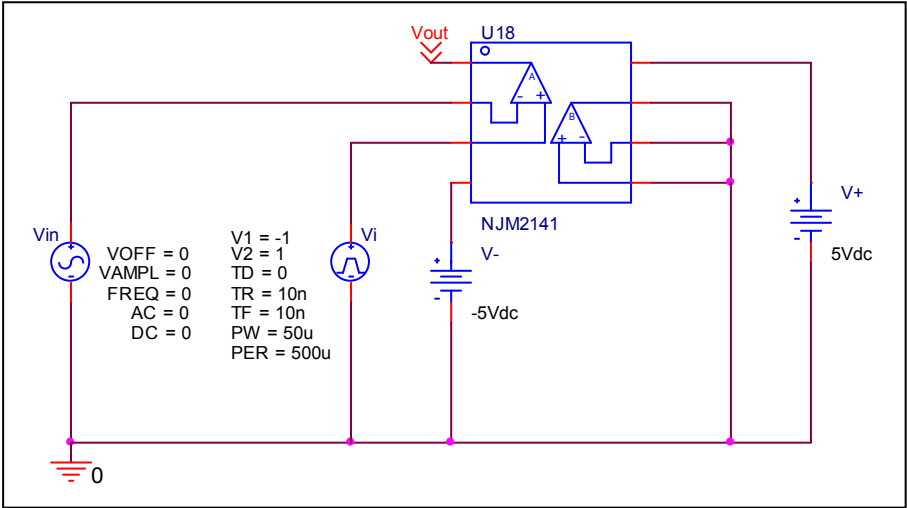 Vout
U18
A
- +
B
+ -
NJM2141
Vin
+
-
VOFF = 0
VAMPL = 0
FREQ = 0
AC = 0
DC = 0
V1 = -1
V2 = 1
TD = 0
TR = 10n
TF = 10n
PW = 50u
PER = 500u
Vi
+
-
V-
+
-
-5Vdc
V+
+
-
5Vdc
0